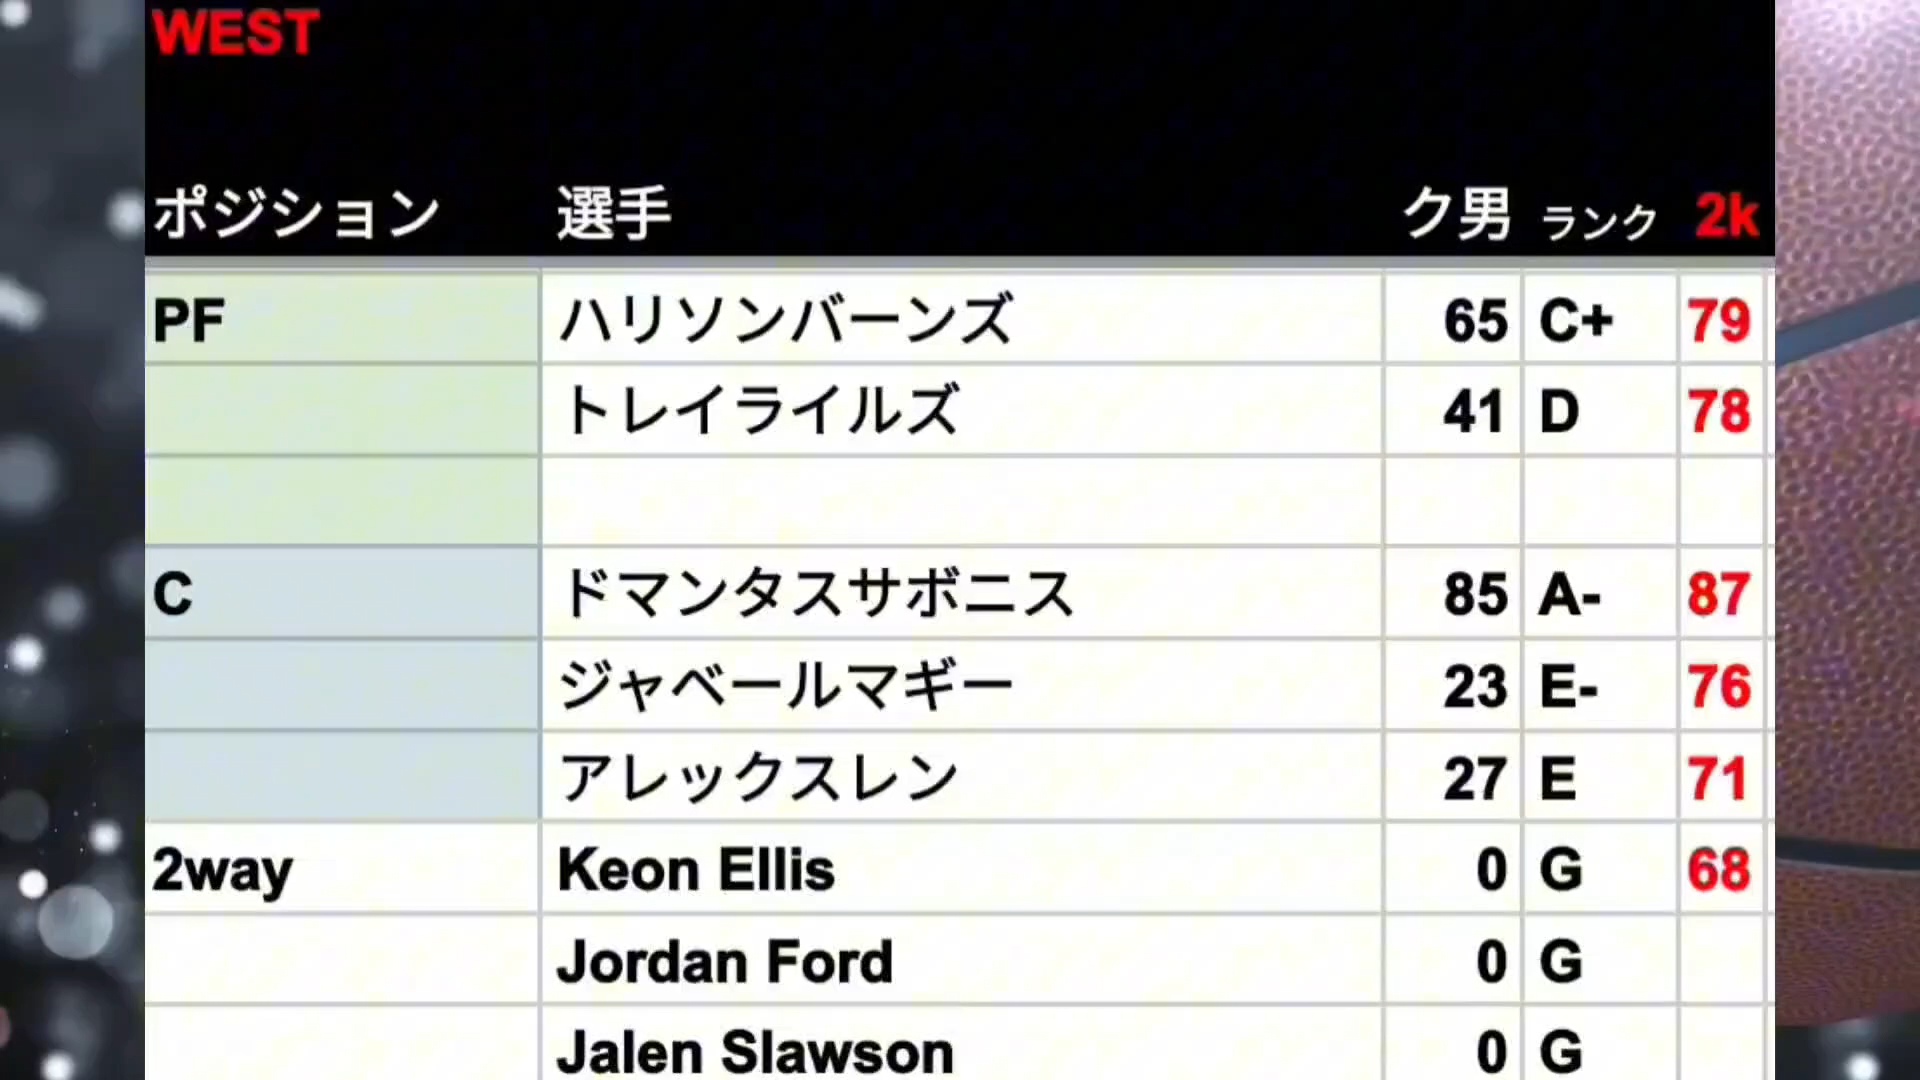 WEST
ポジション 選手 ク男 ランク 2k
PF ハリソンバーンズ 65 C+ 79
トレイライルズ 41 D 78
C ドマンタスサボニス 85 A- 87
ジャベールマギー 23 E- 76
アレックスレン 27 E 71
2way Keon Ellis 0 G 68
Jordan Ford 0 G
Jalen Slawson 0 G